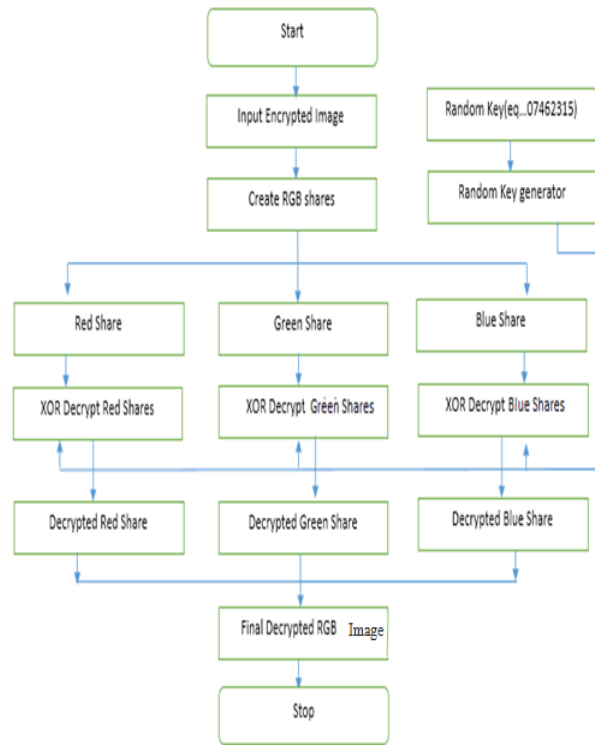 Start
Input Encrypted Image
Random Key(eq...07462315)
Create RGB shares
Random Key generator
Red Share
Green Share
Blue Share
XOR Decrypt Red Shares
XOR Decrypt Green Shares
XOR Decrypt Blue Shares
Decrypted Red Share
Decrypted Green Share
Decrypted Blue Share
Final Decrypted RGB Image
Stop